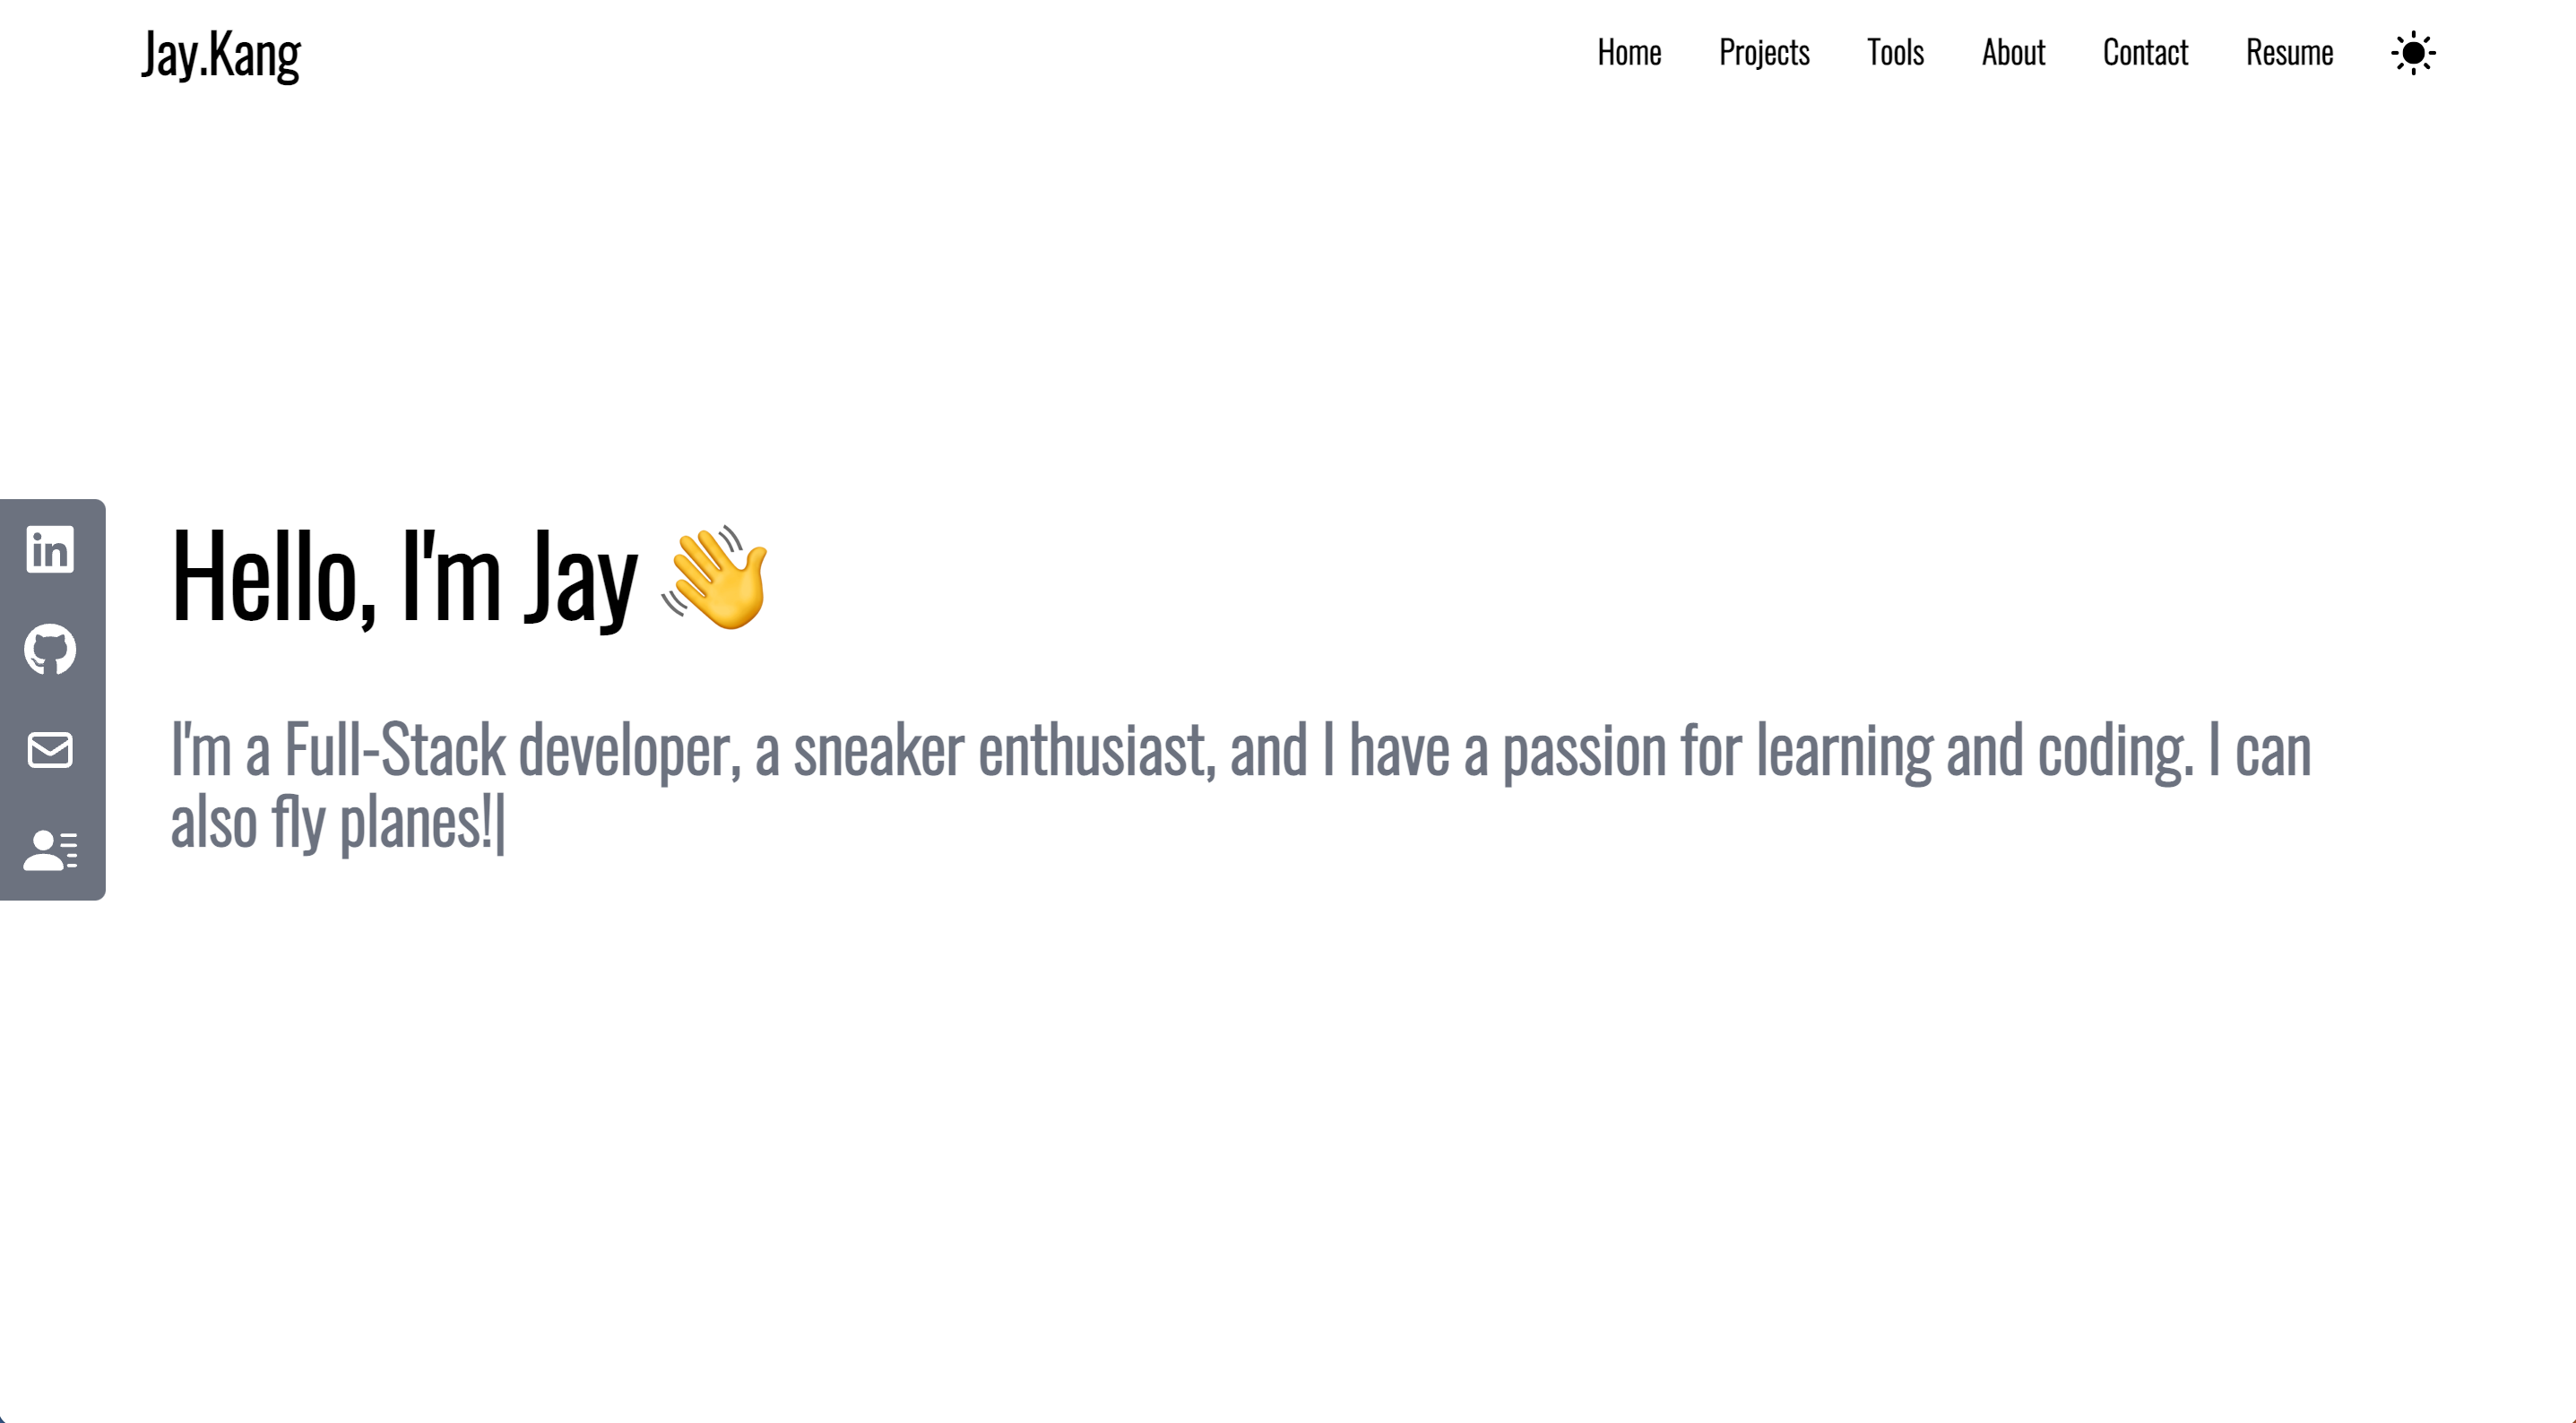 Jay.Kang
Home
Projects
Tools
About
Contact
Resume
in
Hello, I'm Jay 👋
I'm a Full-Stack developer, a sneaker enthusiast, and I have a passion for learning and coding. I can
also fly planes!|